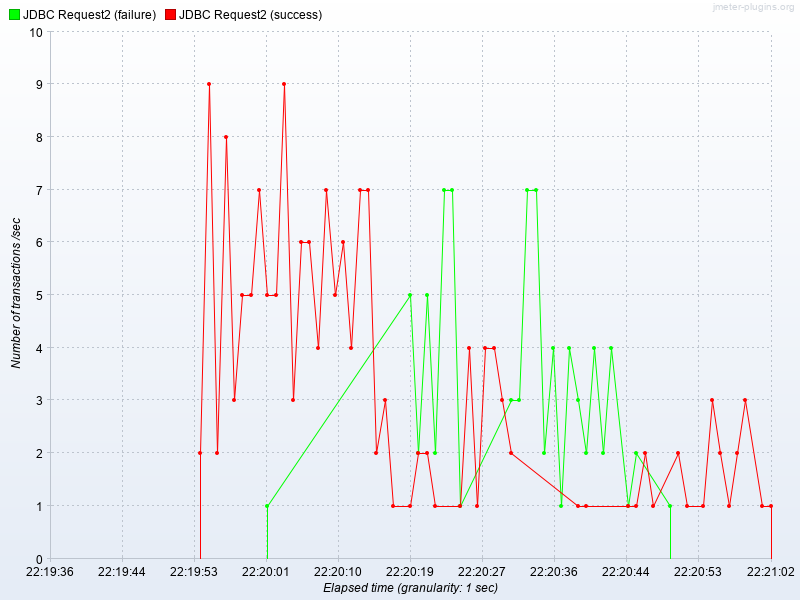 jmeter-plugins.org
JDBC Request2 (failure) JDBC Request2 (success)
Number of transactions /sec
10
9
8
7
6
5
4
3
2
1
0
22:19:36 22:19:44 22:19:53 22:20:01 22:20:10 22:20:19 22:20:27 22:20:36 22:20:44 22:20:53 22:21:02
Elapsed time (granularity: 1 sec)